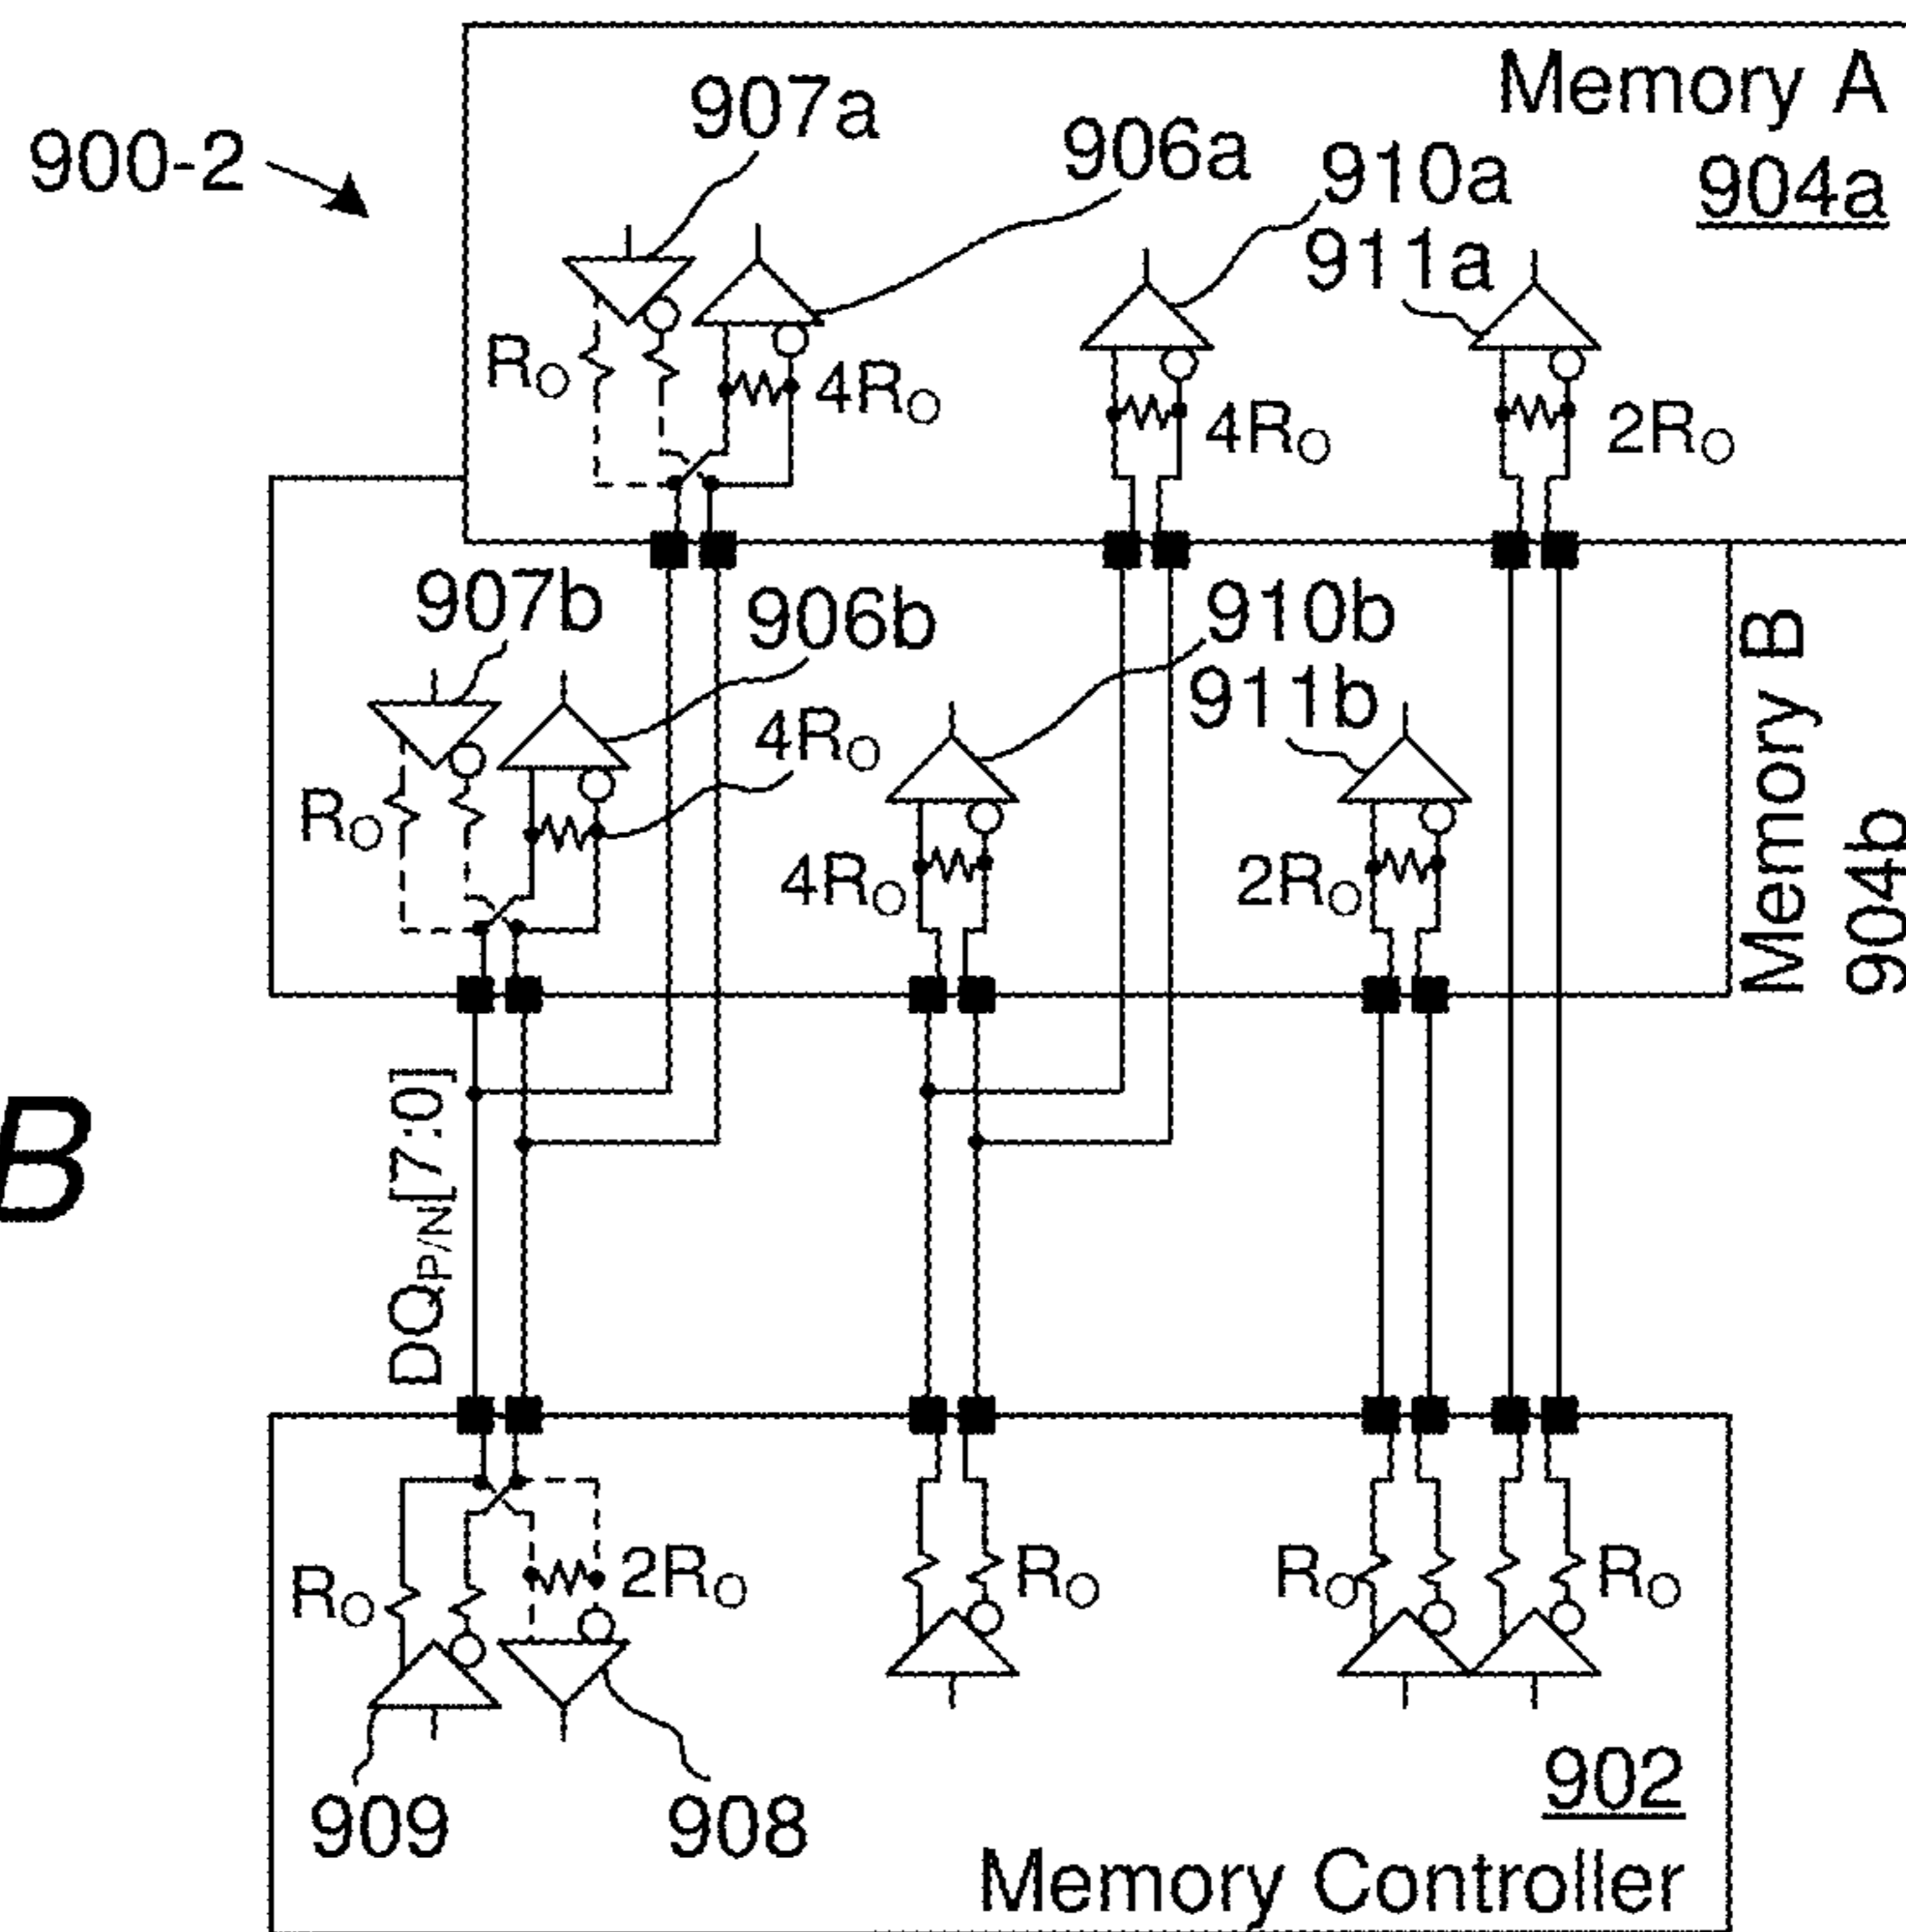 Memory A
904a
900-2
907a
906a
910a
911a
RO
4RO
4RO
2RO
907b
906b
910b
911b
4RO
RO
4RO
2RO
Memory B
904b
B
DQP/N[7:0]
RO
2RO
RO
RO
RO
909
908
902
Memory Controller